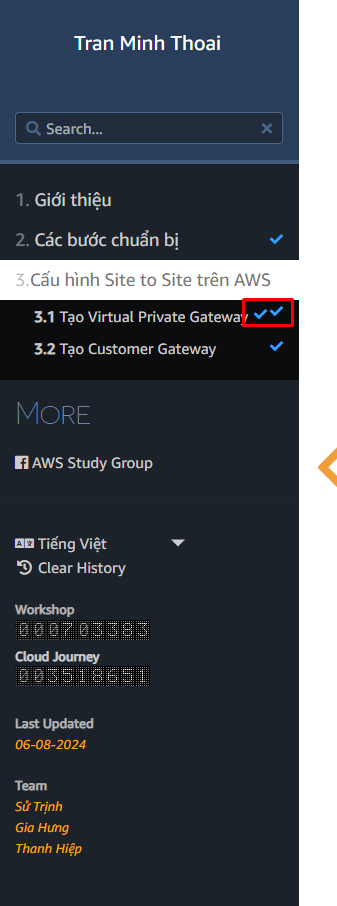 Tran Minh Thoai
Search...
1. Giới thiệu
2. Các bước chuẩn bị
3.Cấu hình Site to Site trên AWS
3.1 Tạo Virtual Private Gateway
3.2 Tạo Customer Gateway
MORE
AWS Study Group
Tiếng Việt
Clear History
Workshop
000703383
Cloud Journey
003518651
Last Updated
06-08-2024
Team
Sử Trịnh
Gia Hưng
Thanh Hiệp